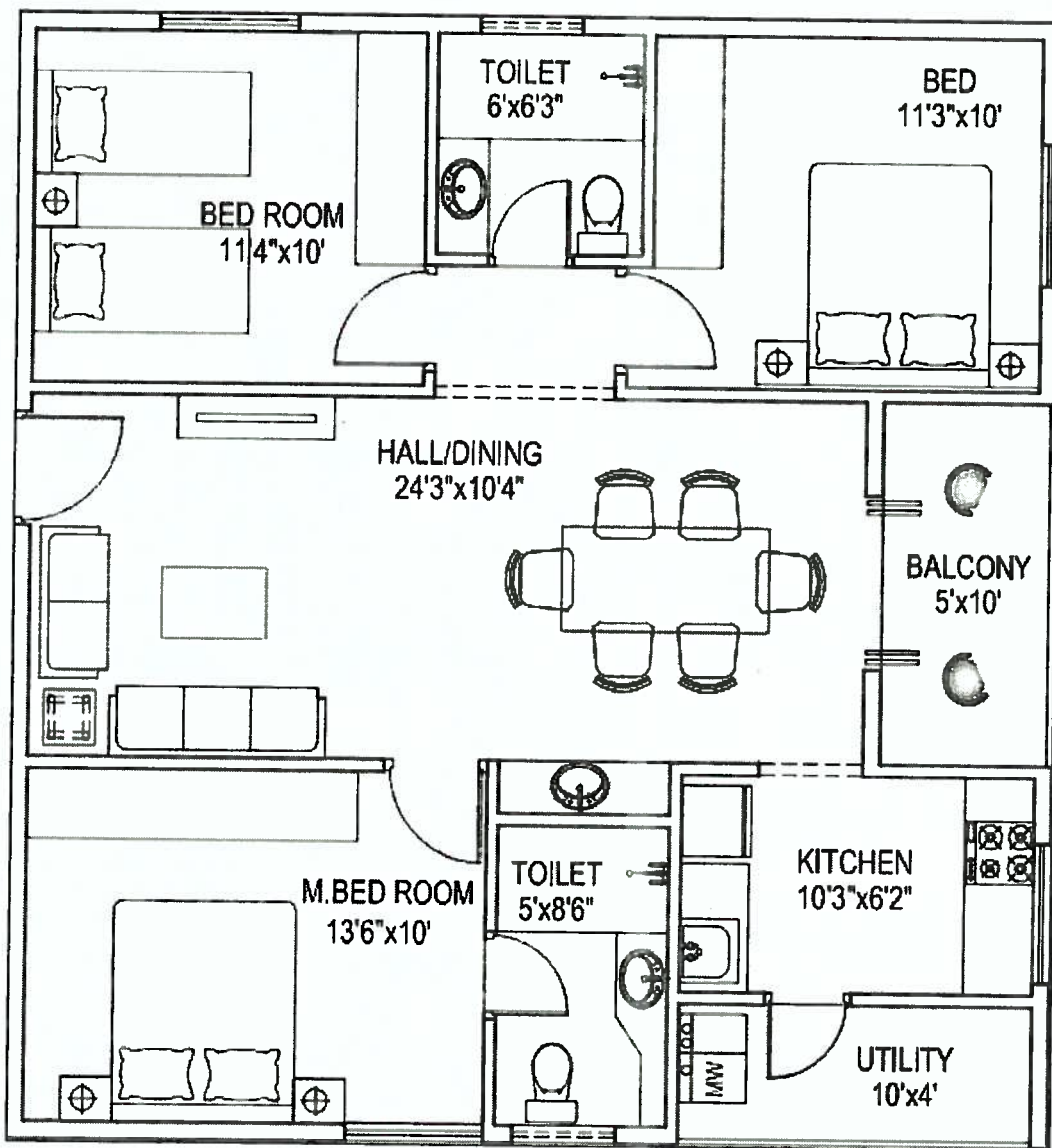 TOILET
6'x6'3"
BED
11'3"x10'
BED ROOM
11'4"x10'
HALL/DINING
24'3"x10'4"
BALCONY
5'x10'
M.BED ROOM
13'6"x10'
TOILET
5'x8'6"
KITCHEN
10'3"x6'2"
MW
UTILITY
10'x4'